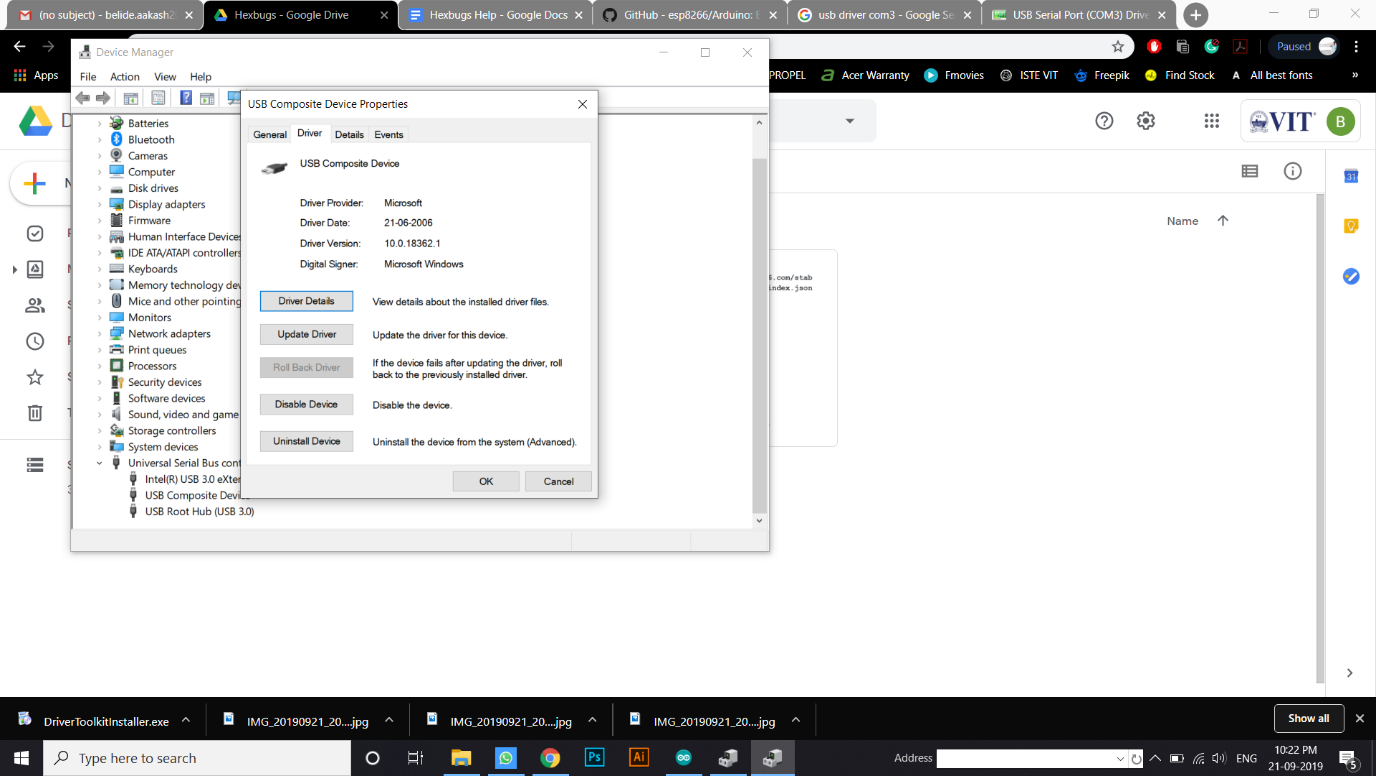 (no subject) - belide.aakash2
Hexbugs - Google Drive
Hexbugs Help - Google Docs
GitHub - esp8266/Arduino: E
usb driver com3 - Google Se
USB Serial Port (COM3) Drive
Paused
Apps
PROPEL
Acer Warranty
Fmovies
ISTE VIT
Freepik
Find Stock
All best fonts
»
Device Manager
File Action View Help
Batteries
Bluetooth
Cameras
Computer
Disk drives
Display adapters
Firmware
Human Interface Devices
IDE ATA/ATAPI controllers
Keyboards
Memory technology dev
Mice and other pointing
Monitors
Network adapters
Print queues
Processors
Security devices
Software devices
Sound, video and game
Storage controllers
System devices
Universal Serial Bus cont
Intel(R) USB 3.0 eXter
USB Composite Devi
USB Root Hub (USB 3.0)
USB Composite Device Properties
General Driver Details Events
USB Composite Device
Driver Provider: Microsoft
Driver Date: 21-06-2006
Driver Version: 10.0.18362.1
Digital Signer: Microsoft Windows
Driver Details View details about the installed driver files.
Update Driver Update the driver for this device.
Roll Back Driver If the device fails after updating the driver, roll
back to the previously installed driver.
Disable Device Disable the device.
Uninstall Device Uninstall the device from the system (Advanced).
OK Cancel
VIT
B
31
Name
.com/stab
index.json
DriverToolkitInstaller.exe
IMG_20190921_20....jpg
IMG_20190921_20....jpg
IMG_20190921_20....jpg
Show all
Type here to search
Ps
Ai
Address
ENG
10:22 PM
21-09-2019
5